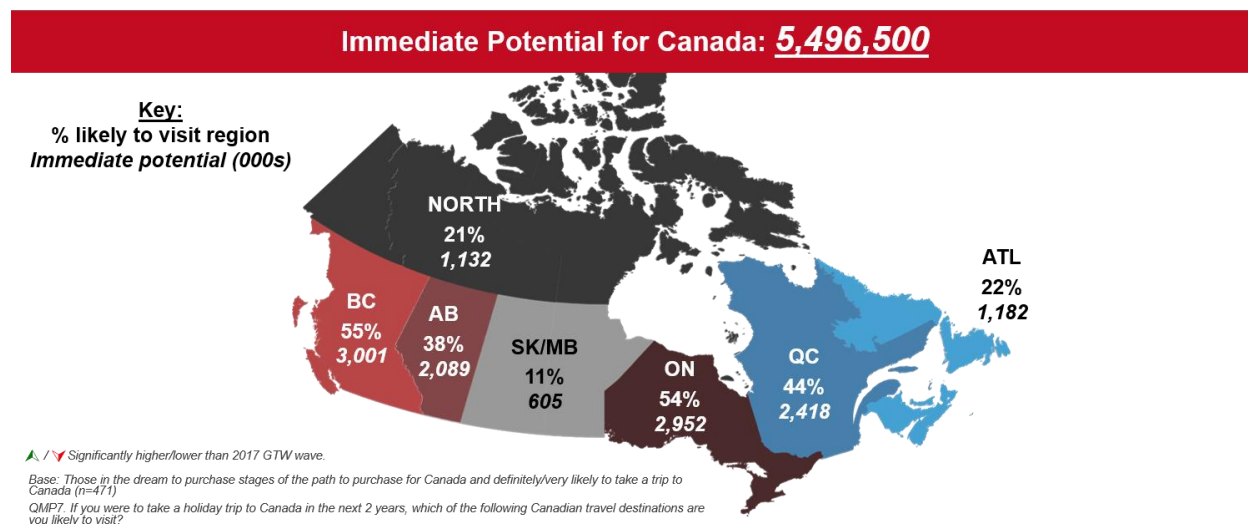 Immediate Potential for Canada: 5,496,500
Key:
% likely to visit region
Immediate potential (000s)
NORTH
21%
1,132
BC
55%
3,001
AB
38%
2,089
SK/MB
11%
605
ON
54%
2,952
QC
44%
2,418
ATL
22%
1,182
/ Significantly higher/lower than 2017 GTW wave.
Base: Those in the dream to purchase stages of the path to purchase for Canada and definitely/very likely to take a trip to
Canada (n=471)
QMP7. If you were to take a holiday trip to Canada in the next 2 years, which of the following Canadian travel destinations are
you likely to visit?